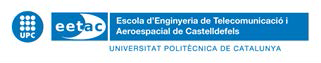 UPC
eetac
Escola d'Enginyeria de Telecomunicació i
Aeroespacial de Castelldefels
UNIVERSITAT POLITÈCNICA DE CATALUNYA